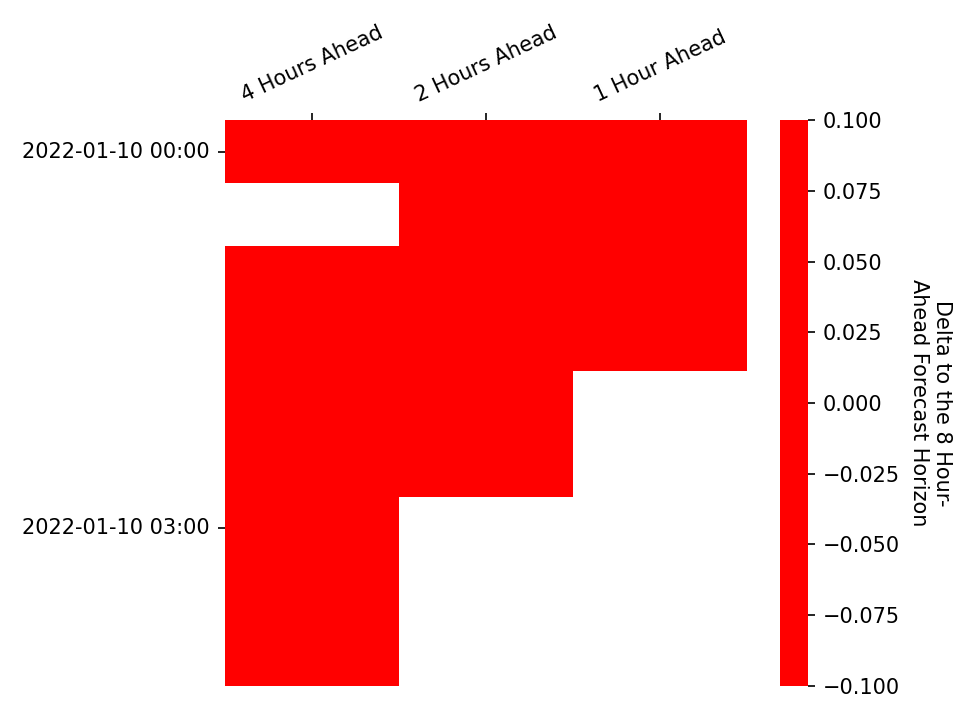 4 Hours Ahead
2 Hours Ahead
1 Hour Ahead
2022-01-10 00:00
2022-01-10 03:00
0.100
0.075
0.050
0.025
0.000
−0.025
−0.050
−0.075
−0.100
Delta to the 8 Hour-
Ahead Forecast Horizon